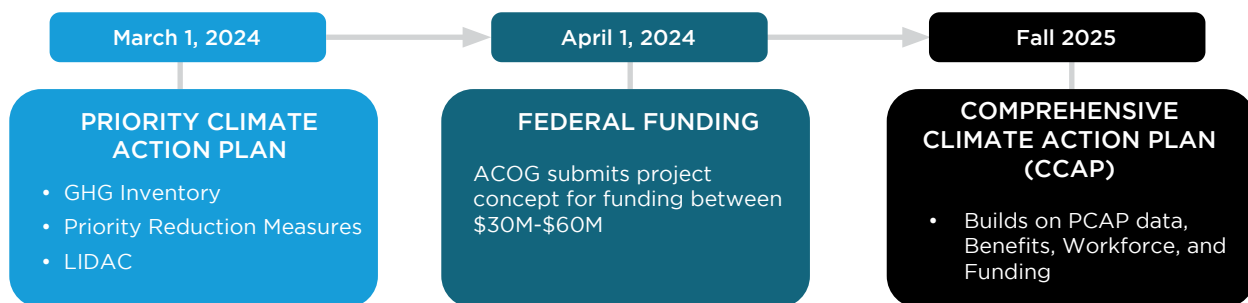 March 1, 2024
April 1, 2024
Fall 2025
PRIORITY CLIMATE
ACTION PLAN
• GHG Inventory
• Priority Reduction Measures
• LIDAC
FEDERAL FUNDING
ACOG submits project
concept for funding between
$30M-$60M
COMPREHENSIVE
CLIMATE ACTION PLAN
(CCAP)
• Builds on PCAP data,
Benefits, Workforce, and
Funding